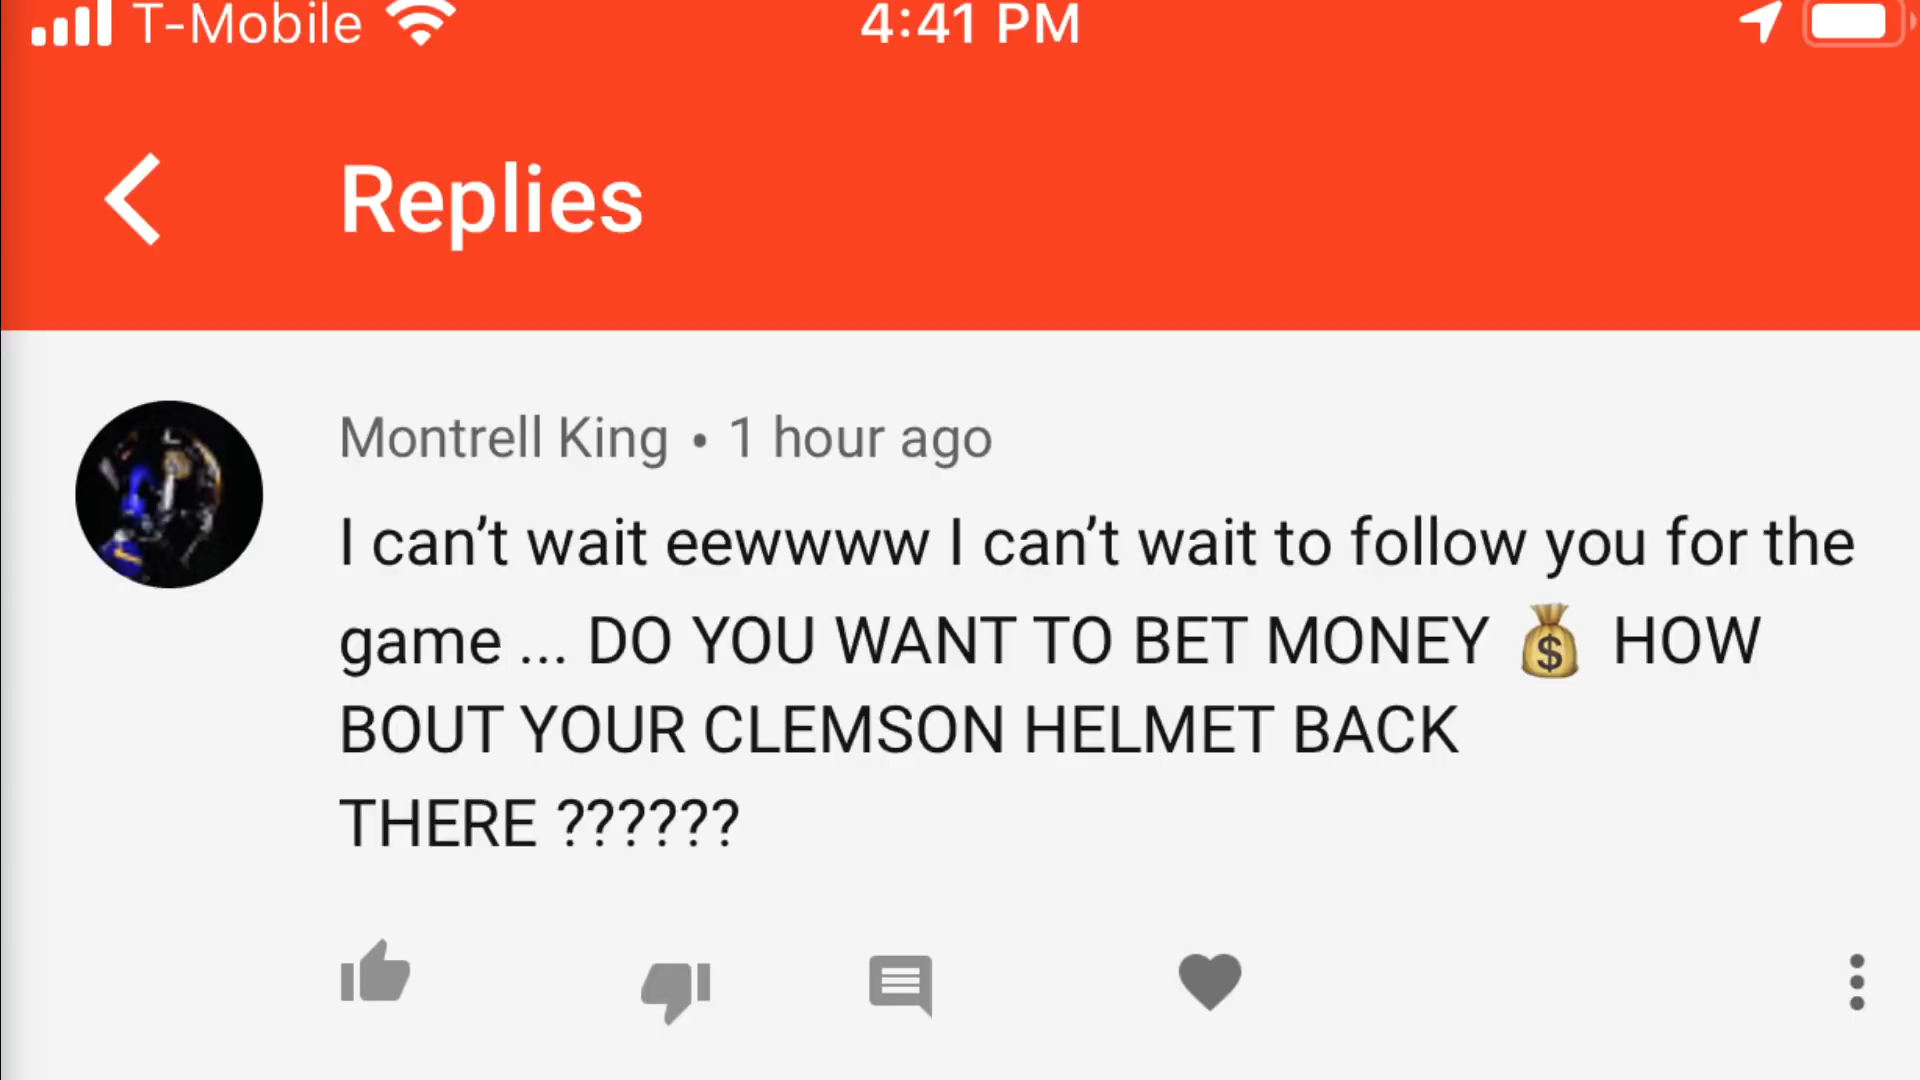 T-Mobile 4:41 PM
Replies
Montrell King • 1 hour ago
I can’t wait eewwww I can’t wait to follow you for the
game ... DO YOU WANT TO BET MONEY 💰 HOW
BOUT YOUR CLEMSON HELMET BACK
THERE ??????